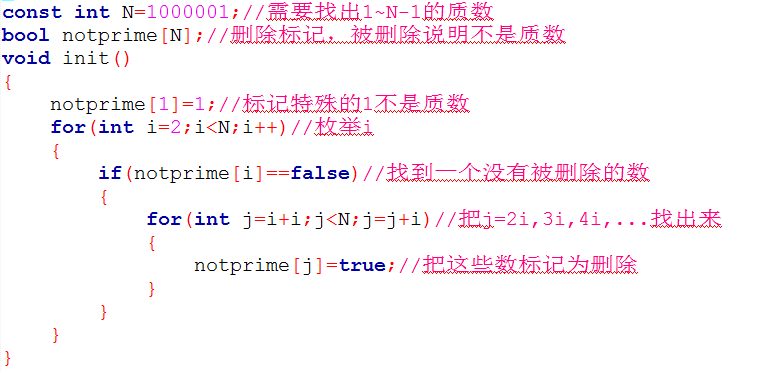 const int N=1000001;//需要找出1~N-1的质数
bool notprime[N];//删除标记，被删除说明不是质数
void init()
{
    notprime[1]=1;//标记特殊的1不是质数
    for(int i=2;i<N;i++)//枚举i
    {
        if(notprime[i]==false)//找到一个没有被删除的数
        {
            for(int j=i+i;j<N;j=j+i)//把j=2i,3i,4i,...找出来
            {
                notprime[j]=true;//把这些数标记为删除
            }
        }
    }
}